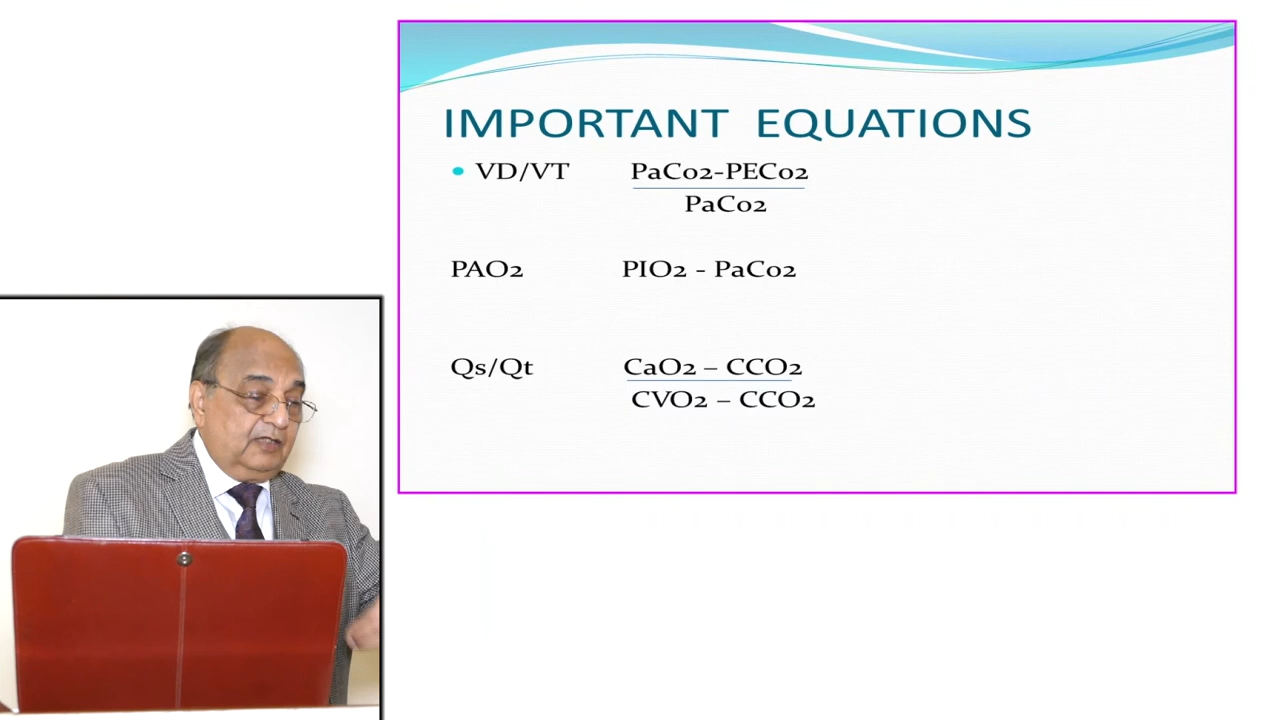 IMPORTANT EQUATIONS
• VD/VT PaCo2-PECo2
PaCo2
PAO2 PIO2 - PaCo2
Qs/Qt CaO2 – CCO2
CVO2 – CCO2